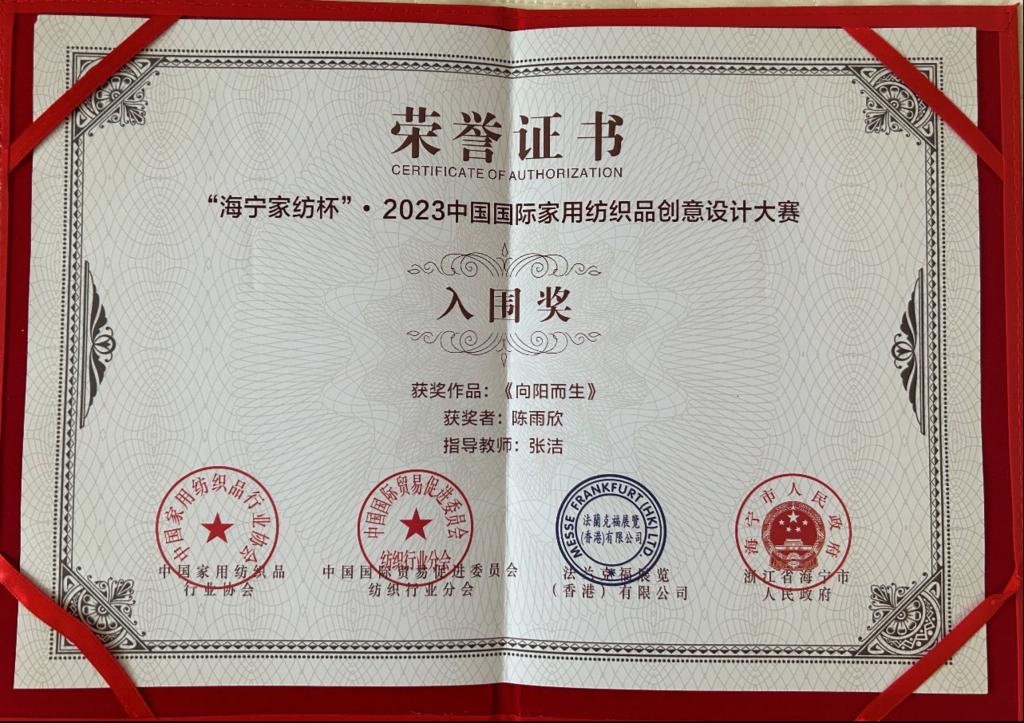 荣誉证书
CERTIFICATE OF AUTHORIZATION
“海宁家纺杯”·2023中国国际家用纺织品创意设计大赛
入围奖
获奖作品:《向阳而生》
获奖者:陈雨欣
指导教师:张洁
中国家用纺织品行业协会
中国国际贸易促进委员会
纺织行业分会
MESSE FRANKFURT (HK) LTD.
法蘭克福展覽
(香港)有限公司
海宁市人民政府
中国家用纺织品
行业协会
中国国际贸易促进委员会
纺织行业分会
法兰克福展览
(香港)有限公司
浙江省海宁市
人民政府